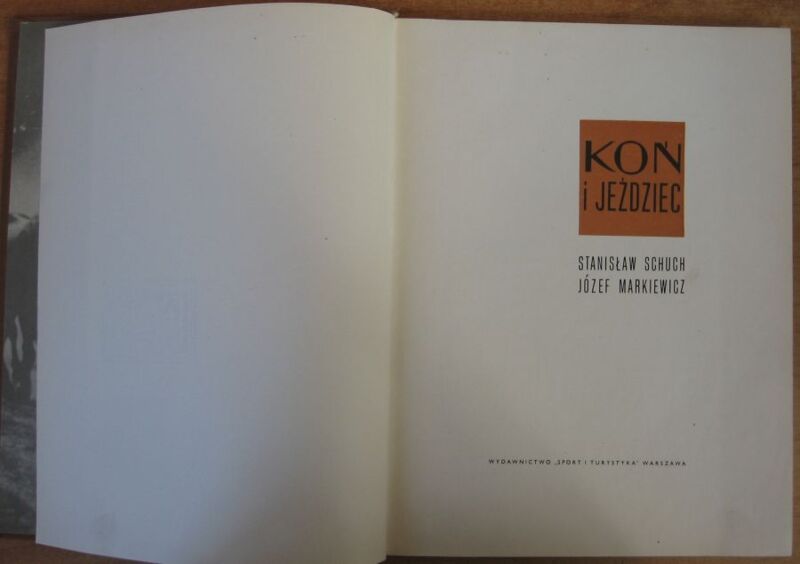 KOŃ
i JEŹDZIEC
STANISŁAW SCHUCH
JÓZEF MARKIEWICZ
WYDAWNICTWO „SPORT I TURYSTYKA" WARSZAWA